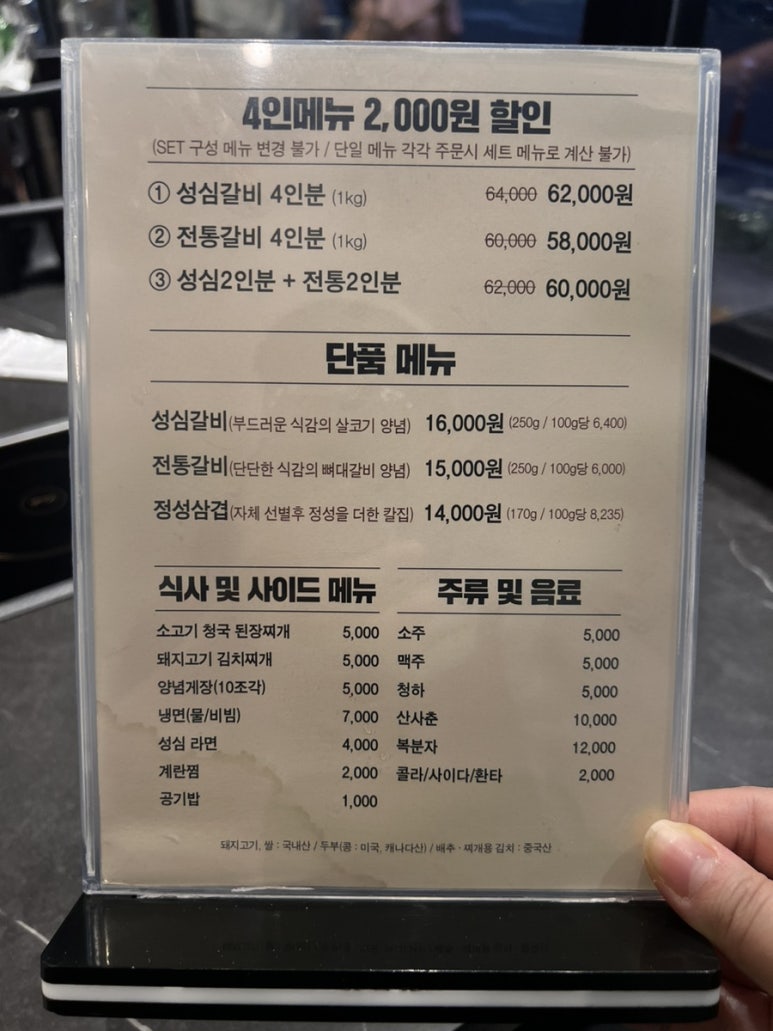 4인메뉴 2,000원 할인
(SET 구성 메뉴 변경 불가 / 단일 메뉴 각각 주문시 세트 메뉴로 계산 불가)
① 성심갈비 4인분 (1kg) 64,000 62,000원
② 전통갈비 4인분 (1kg) 60,000 58,000원
③ 성심2인분 + 전통2인분 62,000 60,000원
단품 메뉴
성심갈비(부드러운 식감의 살코기 양념) 16,000원 (250g / 100g당 6,400)
전통갈비(단단한 식감의 뼈대갈비 양념) 15,000원 (250g / 100g당 6,000)
정성삼겹(자체 선별후 정성을 더한 칼집) 14,000원 (170g / 100g당 8,235)
식사 및 사이드 메뉴
소고기 청국 된장찌개 5,000
돼지고기 김치찌개 5,000
양념게장(10조각) 5,000
냉면(물/비빔) 7,000
성심 라면 4,000
계란찜 2,000
공기밥 1,000
주류 및 음료
소주 5,000
맥주 5,000
청하 5,000
산사춘 10,000
복분자 12,000
콜라/사이다/환타 2,000
돼지고기, 쌀 : 국내산 / 두부(콩 : 미국, 캐나다산) / 배추 · 찌개용 김치 : 중국산